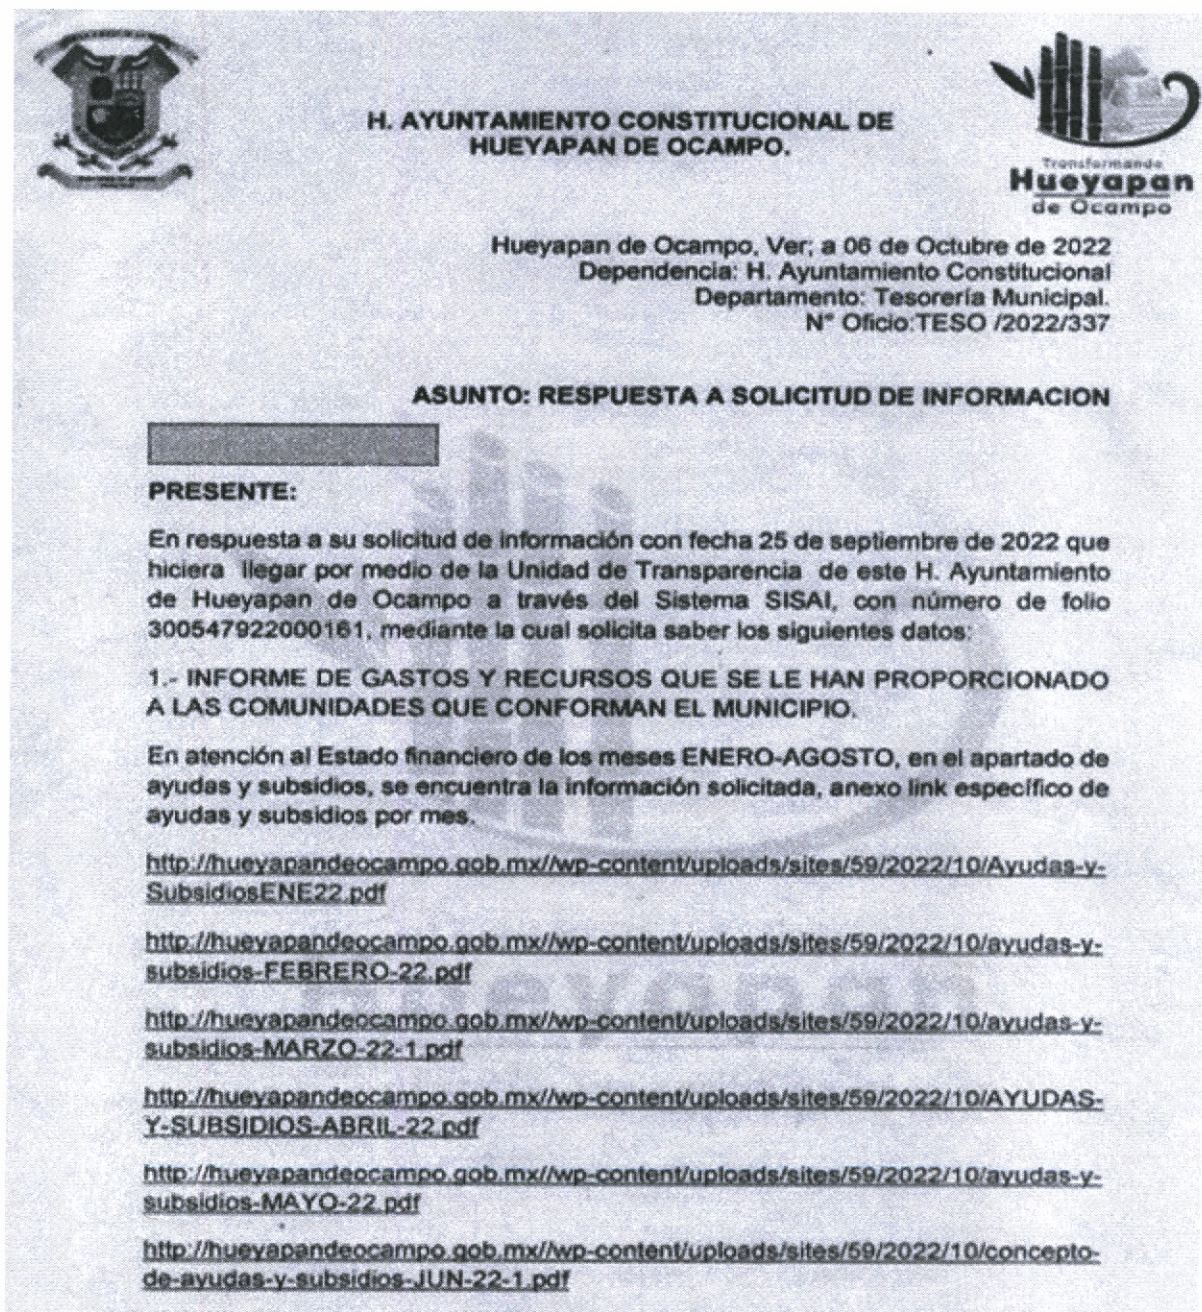 H. AYUNTAMIENTO CONSTITUCIONAL DE
HUEYAPAN DE OCAMPO.
Transformando
Hueyapan
de Ocampo
Hueyapan de Ocampo, Ver; a 06 de Octubre de 2022
Dependencia: H. Ayuntamiento Constitucional
Departamento: Tesorería Municipal.
N° Oficio:TESO /2022/337
ASUNTO: RESPUESTA A SOLICITUD DE INFORMACION
PRESENTE:
En respuesta a su solicitud de información con fecha 25 de septiembre de 2022 que
hiciera llegar por medio de la Unidad de Transparencia de este H. Ayuntamiento
de Hueyapan de Ocampo a través del Sistema SISAI, con número de folio
300547922000161, mediante la cual solicita saber los siguientes datos:
1.- INFORME DE GASTOS Y RECURSOS QUE SE LE HAN PROPORCIONADO
A LAS COMUNIDADES QUE CONFORMAN EL MUNICIPIO.
En atención al Estado financiero de los meses ENERO-AGOSTO, en el apartado de
ayudas y subsidios, se encuentra la información solicitada, anexo link específico de
ayudas y subsidios por mes.
http://hueyapandeocampo.gob.mx//wp-content/uploads/sites/59/2022/10/Ayudas-y-
SubsidiosENE22.pdf
http://hueyapandeocampo.gob.mx//wp-content/uploads/sites/59/2022/10/ayudas-y-
subsidios-FEBRERO-22.pdf
Hueyapan
http://hueyapandeocampo.gob.mx//wp-content/uploads/sites/59/2022/10/ayudas-y-
subsidios-MARZO-22-1.pdf
http://hueyapandeocampo.gob.mx//wp-content/uploads/sites/59/2022/10/AYUDAS-
Y-SUBSIDIOS-ABRIL-22.pdf
http://hueyapandeocampo.gob.mx//wp-content/uploads/sites/59/2022/10/ayudas-y-
subsidios-MAYO-22.pdf
http://hueyapandeocampo.gob.mx//wp-content/uploads/sites/59/2022/10/concepto-
de-ayudas-y-subsidios-JUN-22-1.pdf